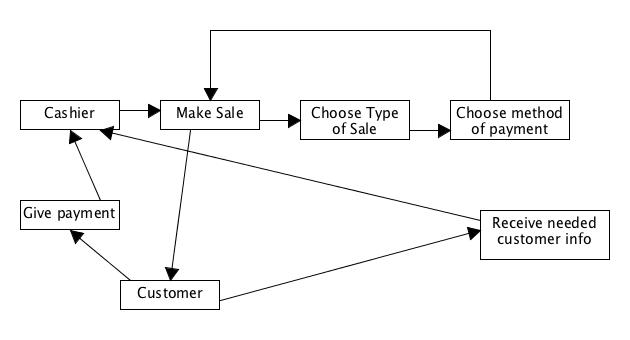 Cashier
Make Sale
Choose Type
of Sale
Choose method
of payment
Give payment
Receive needed
customer info
Customer